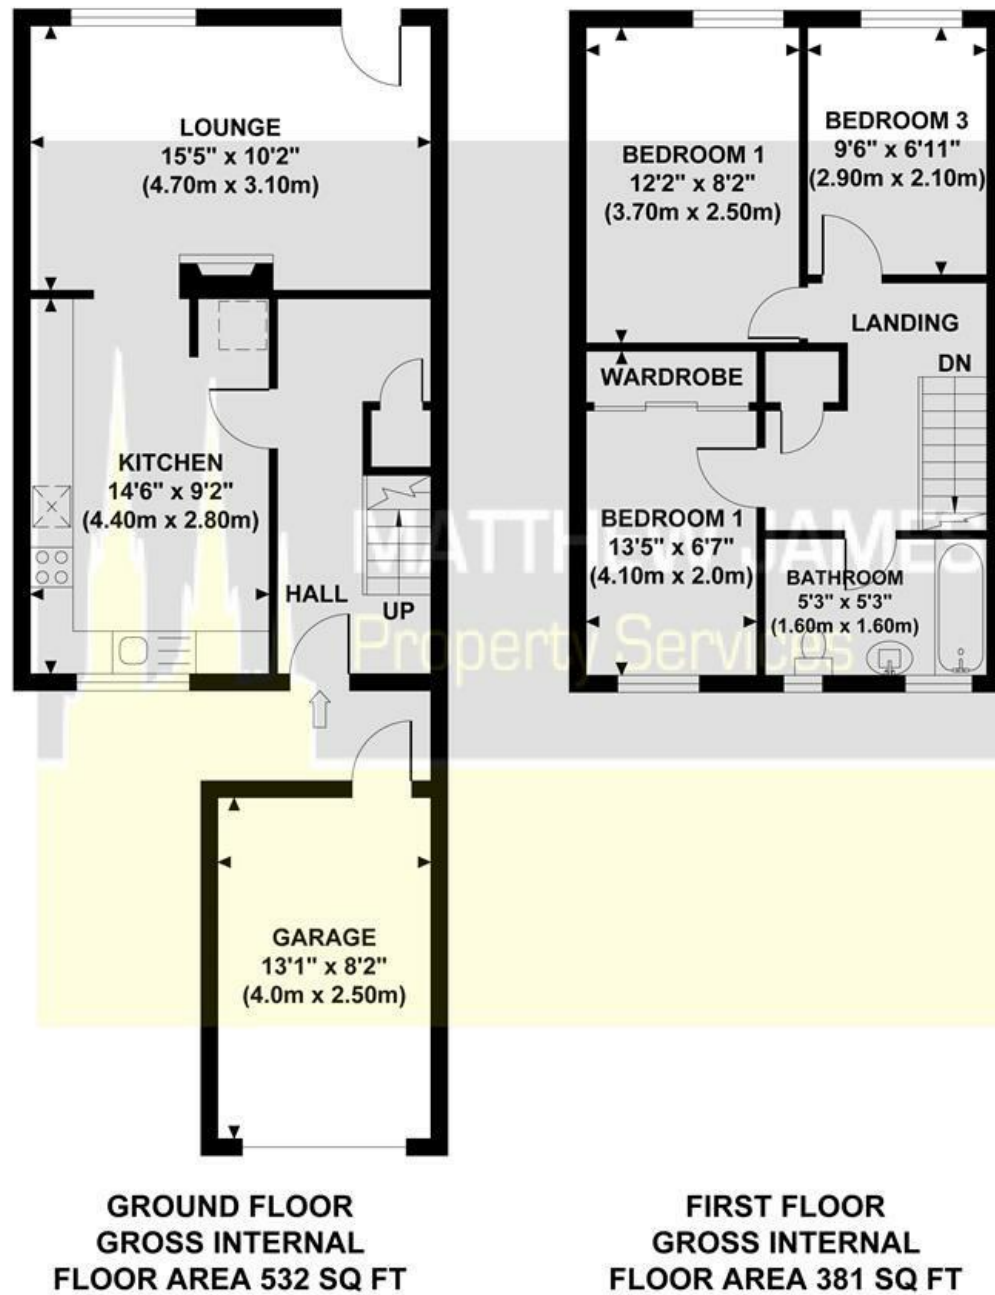 LOUNGE
15'5" x 10'2"
(4.70m x 3.10m)
KITCHEN
14'6" x 9'2"
(4.40m x 2.80m)
HALL
UP
GARAGE
13'1" x 8'2"
(4.0m x 2.50m)
GROUND FLOOR
GROSS INTERNAL
FLOOR AREA 532 SQ FT
BEDROOM 1
12'2" x 8'2"
(3.70m x 2.50m)
BEDROOM 3
9'6" x 6'11"
(2.90m x 2.10m)
LANDING
DN
WARDROBE
BEDROOM 1
13'5" x 6'7"
(4.10m x 2.0m)
BATHROOM
5'3" x 5'3"
(1.60m x 1.60m)
FIRST FLOOR
GROSS INTERNAL
FLOOR AREA 381 SQ FT
MATTHEW JAMES
Property Services